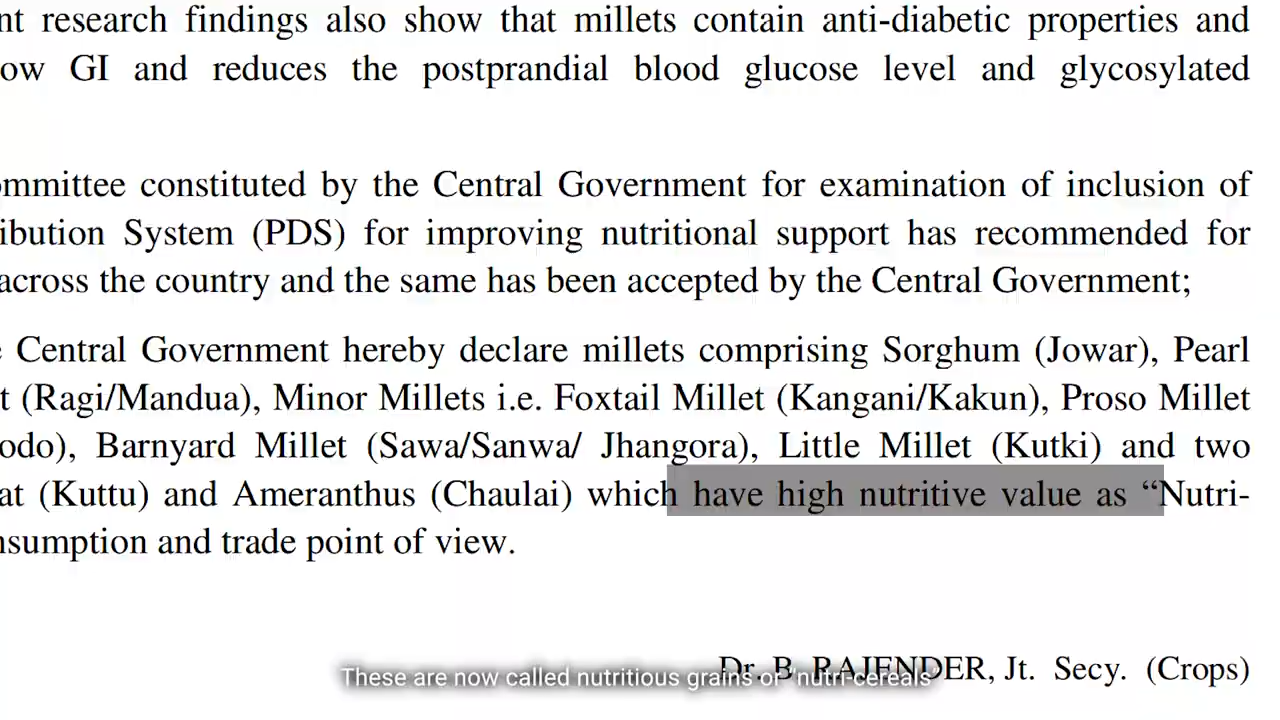 nt research findings also show that millets contain anti-diabetic properties and
ow GI and reduces the postprandial blood glucose level and glycosylated
ommittee constituted by the Central Government for examination of inclusion of
ibution System (PDS) for improving nutritional support has recommended for
across the country and the same has been accepted by the Central Government;
e Central Government hereby declare millets comprising Sorghum (Jowar), Pearl
t (Ragi/Mandua), Minor Millets i.e. Foxtail Millet (Kangani/Kakun), Proso Millet
odo), Barnyard Millet (Sawa/Sanwa/ Jhangora), Little Millet (Kutki) and two
at (Kuttu) and Ameranthus (Chaulai) which have high nutritive value as “Nutri-
nsumption and trade point of view.
Dr. B. RAJENDER, Jt. Secy. (Crops)
These are now called nutritious grains or "nutri-cereals"